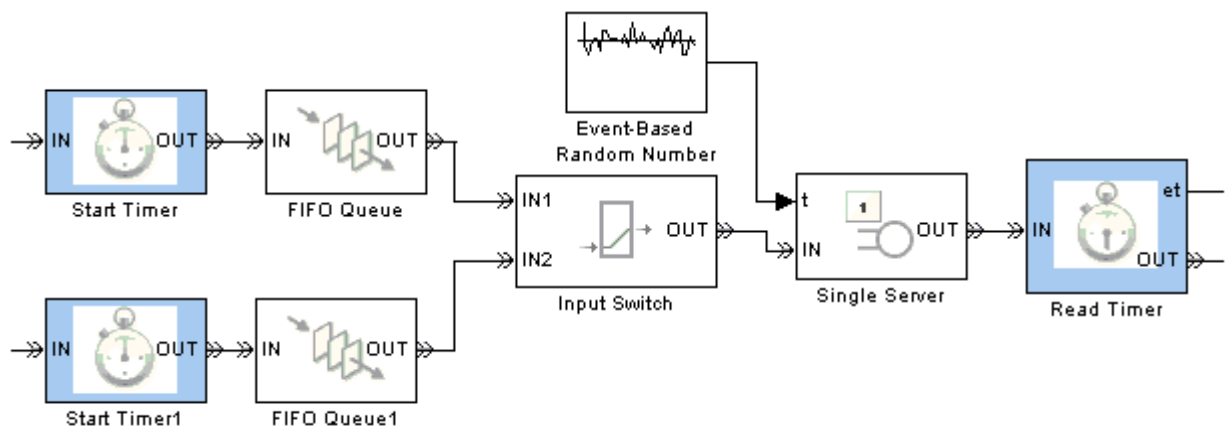 IN OUT
Start Timer
IN OUT
FIFO Queue
Event-Based
Random Number
IN1
IN2
OUT
Input Switch
t
1
IN
OUT
Single Server
IN
et
OUT
Read Timer
IN OUT
Start Timer1
IN OUT
FIFO Queue1